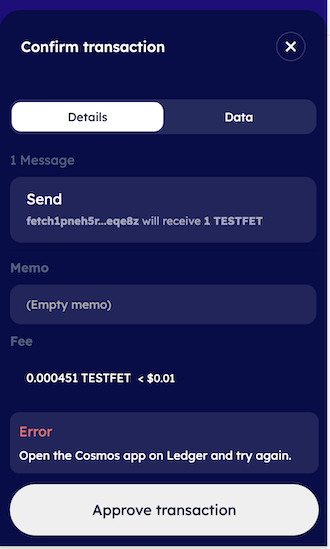 Confirm transaction
Details
Data
1 Message
Send
fetch1pneh5r...eqe8z will receive 1 TESTFET
Memo
(Empty memo)
Fee
0.000451 TESTFET < $0.01
Error
Open the Cosmos app on Ledger and try again.
Approve transaction